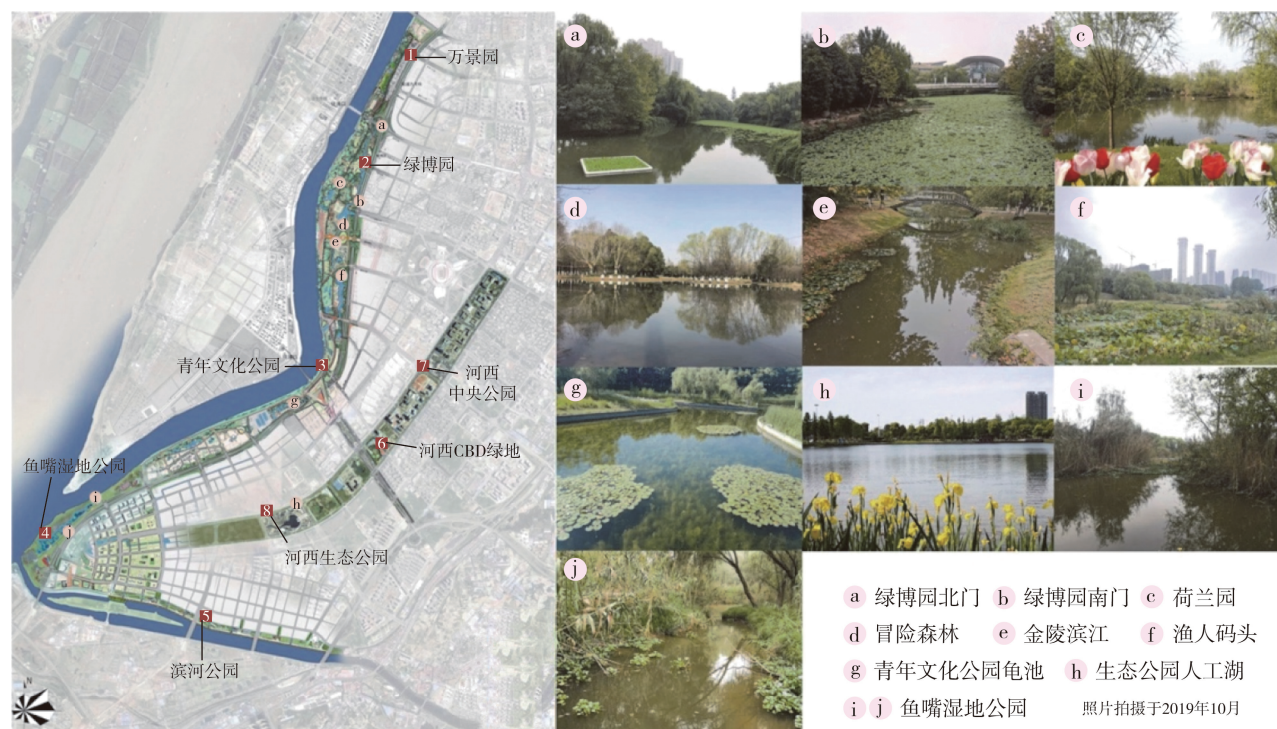 1 万景园
a
2 绿博园
c
b
d
e
f
青年文化公园 3
7 河西
中央公园
g
6 河西CBD绿地
鱼嘴湿地公园
i
h
8
4
j
河西生态公园
5
滨河公园
N
a
b
c
d
e
f
g
h
i
j
a 绿博园北门 b 绿博园南门 c 荷兰园
d 冒险森林 e 金陵滨江 f 渔人码头
g 青年文化公园龟池 h 生态公园人工湖
i j 鱼嘴湿地公园 照片拍摄于2019年10月